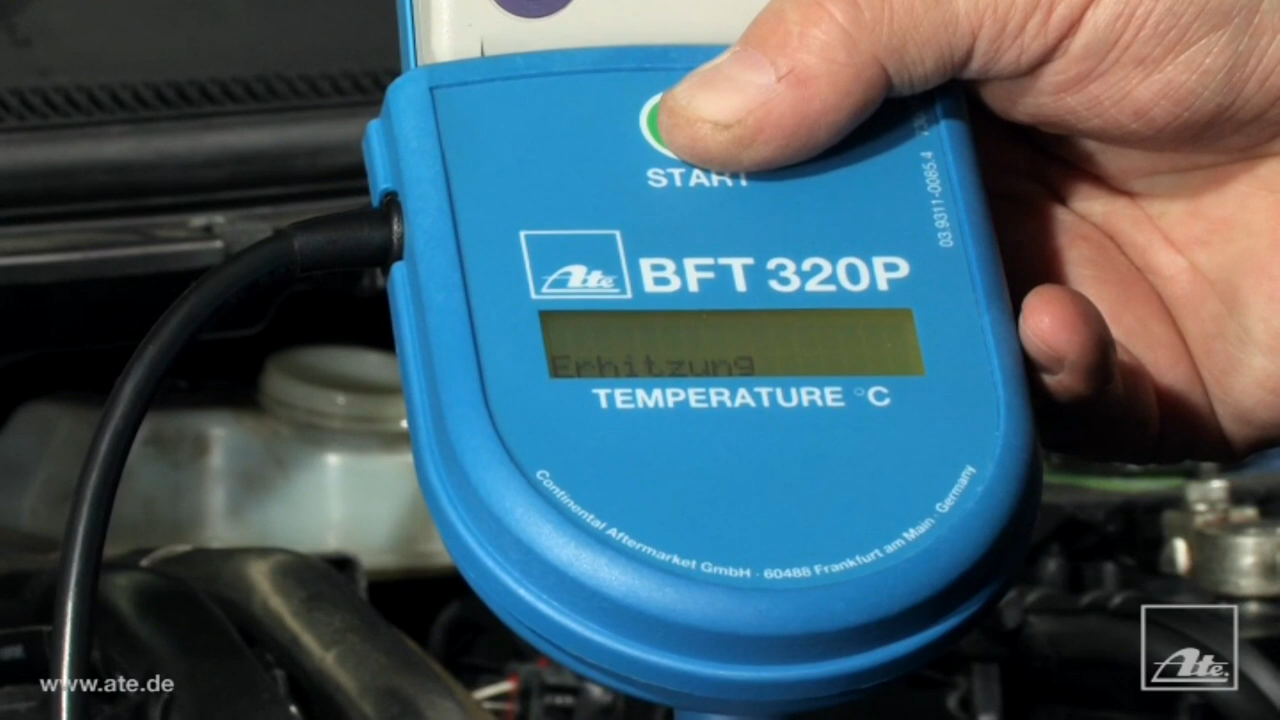 START
03.9311-0085.4
Ate BFT 320P
Erhitzung
TEMPERATURE °C
Continental Aftermarket GmbH · 60488 Frankfurt am Main · Germany
www.ate.de
Ate.